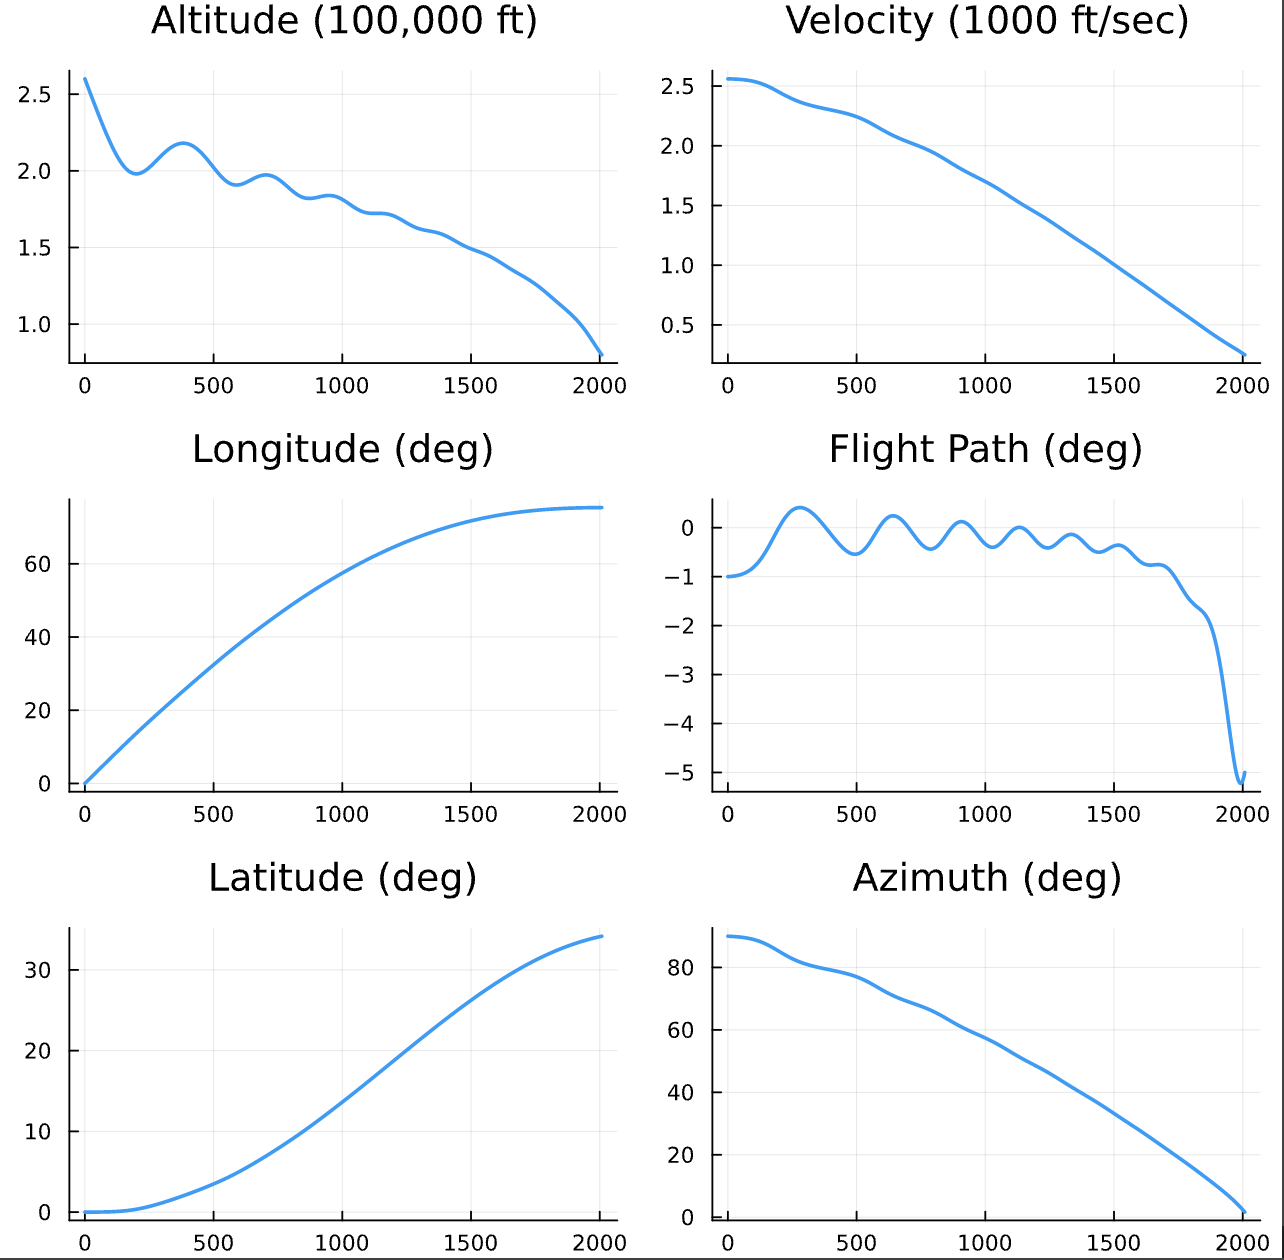 Altitude (100,000 ft)
2.5
2.0
1.5
1.0
0 500 1000 1500 2000
Velocity (1000 ft/sec)
2.5
2.0
1.5
1.0
0.5
0 500 1000 1500 2000
Longitude (deg)
60
40
20
0
0 500 1000 1500 2000
Flight Path (deg)
0
−1
−2
−3
−4
−5
0 500 1000 1500 2000
Latitude (deg)
30
20
10
0
0 500 1000 1500 2000
Azimuth (deg)
80
60
40
20
0
0 500 1000 1500 2000